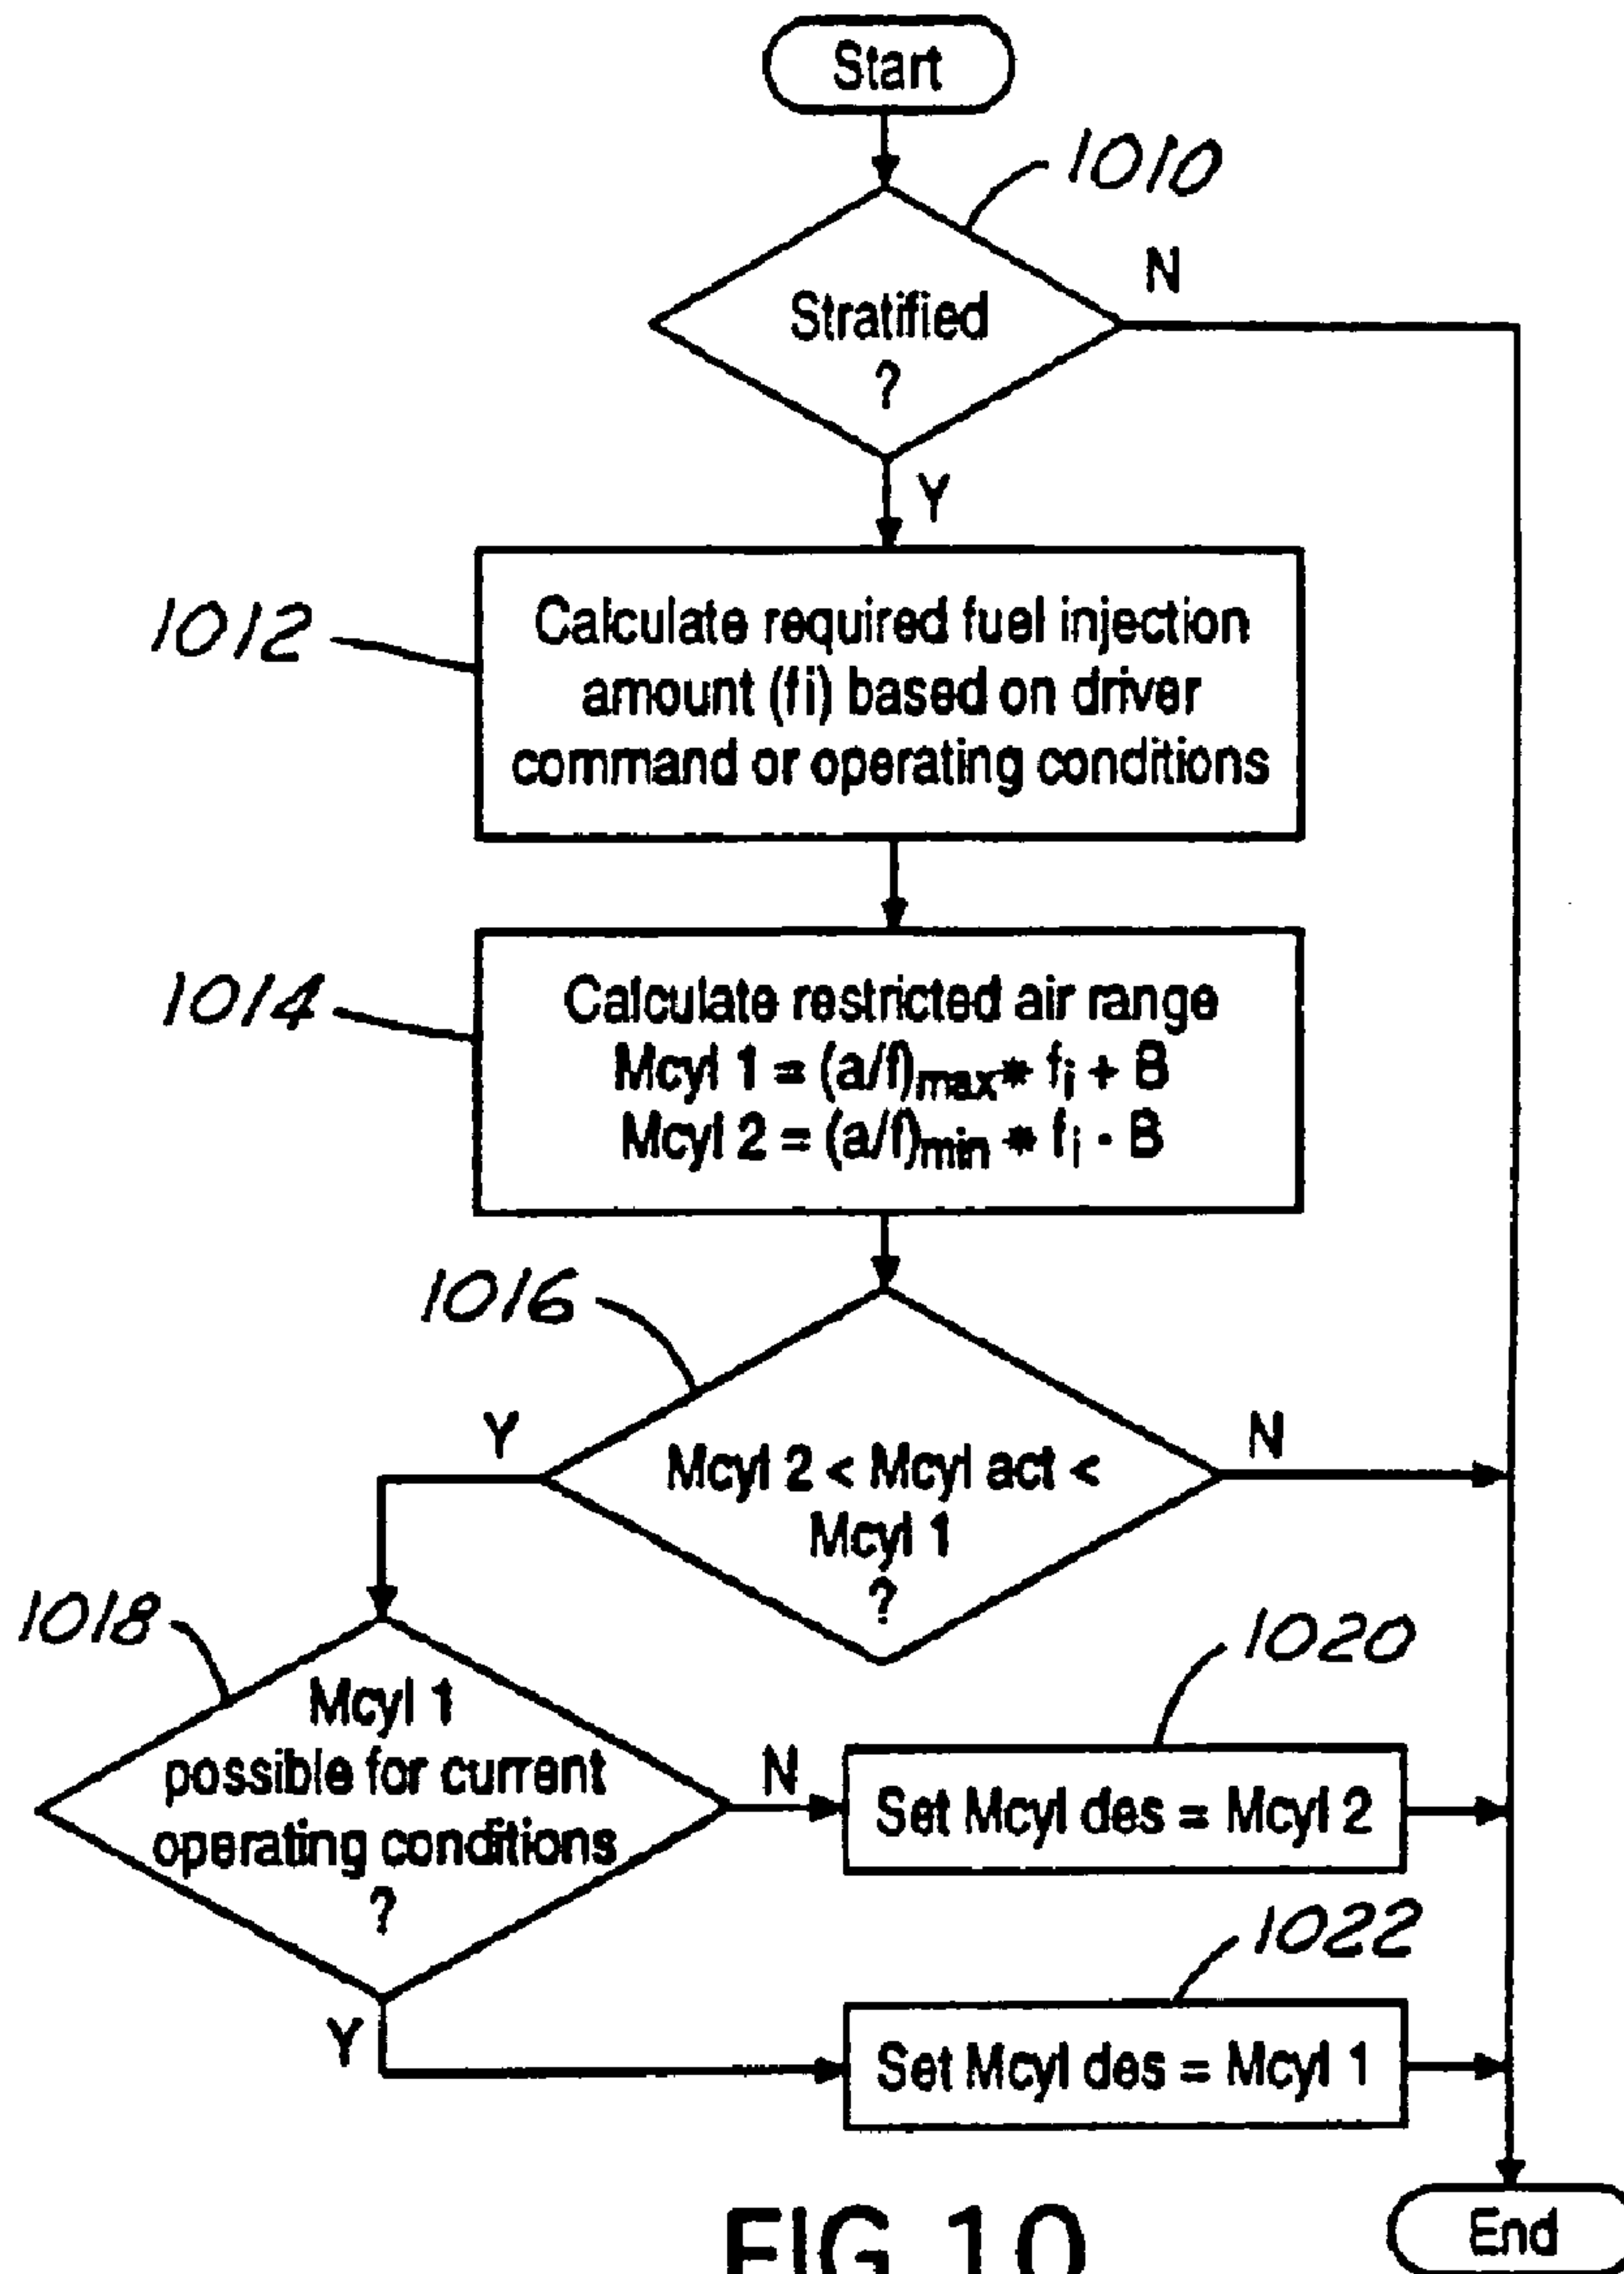 Start
1010
N
Stratified
?
Y
1012
Calculate required fuel injection
amount (fi) based on driver
command or operating conditions
1014
Calculate restricted air range
Mcyl 1 = (a/f)max * fi + B
Mcyl 2 = (a/f)min * fi - B
1016
Y
N
Mcyl 2 < Mcyl act <
Mcyl 1
?
1018
Mcyl 1
possible for current
operating conditions
?
N
1020
Set Mcyl des = Mcyl 2
Y
1022
Set Mcyl des = Mcyl 1
End
FIG 10